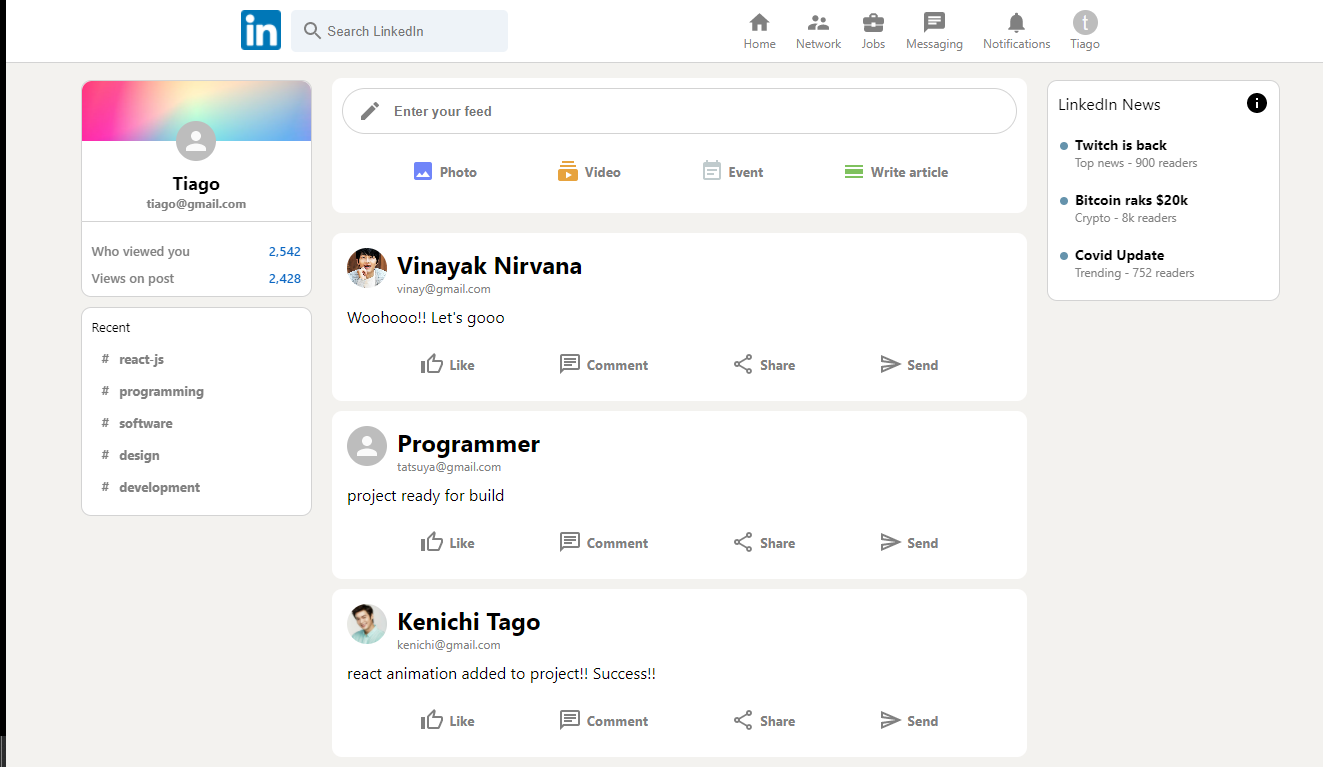 in
Search LinkedIn
Home
Network
Jobs
Messaging
Notifications
t
Tiago
Tiago
tiago@gmail.com
Who viewed you 2,542
Views on post 2,428
Recent
# react-js
# programming
# software
# design
# development
Enter your feed
Photo
Video
Event
Write article
Vinayak Nirvana
vinay@gmail.com
Woohooo!! Let's gooo
Like
Comment
Share
Send
Programmer
tatsuya@gmail.com
project ready for build
Like
Comment
Share
Send
Kenichi Tago
kenichi@gmail.com
react animation added to project!! Success!!
Like
Comment
Share
Send
LinkedIn News
Twitch is back
Top news - 900 readers
Bitcoin raks $20k
Crypto - 8k readers
Covid Update
Trending - 752 readers